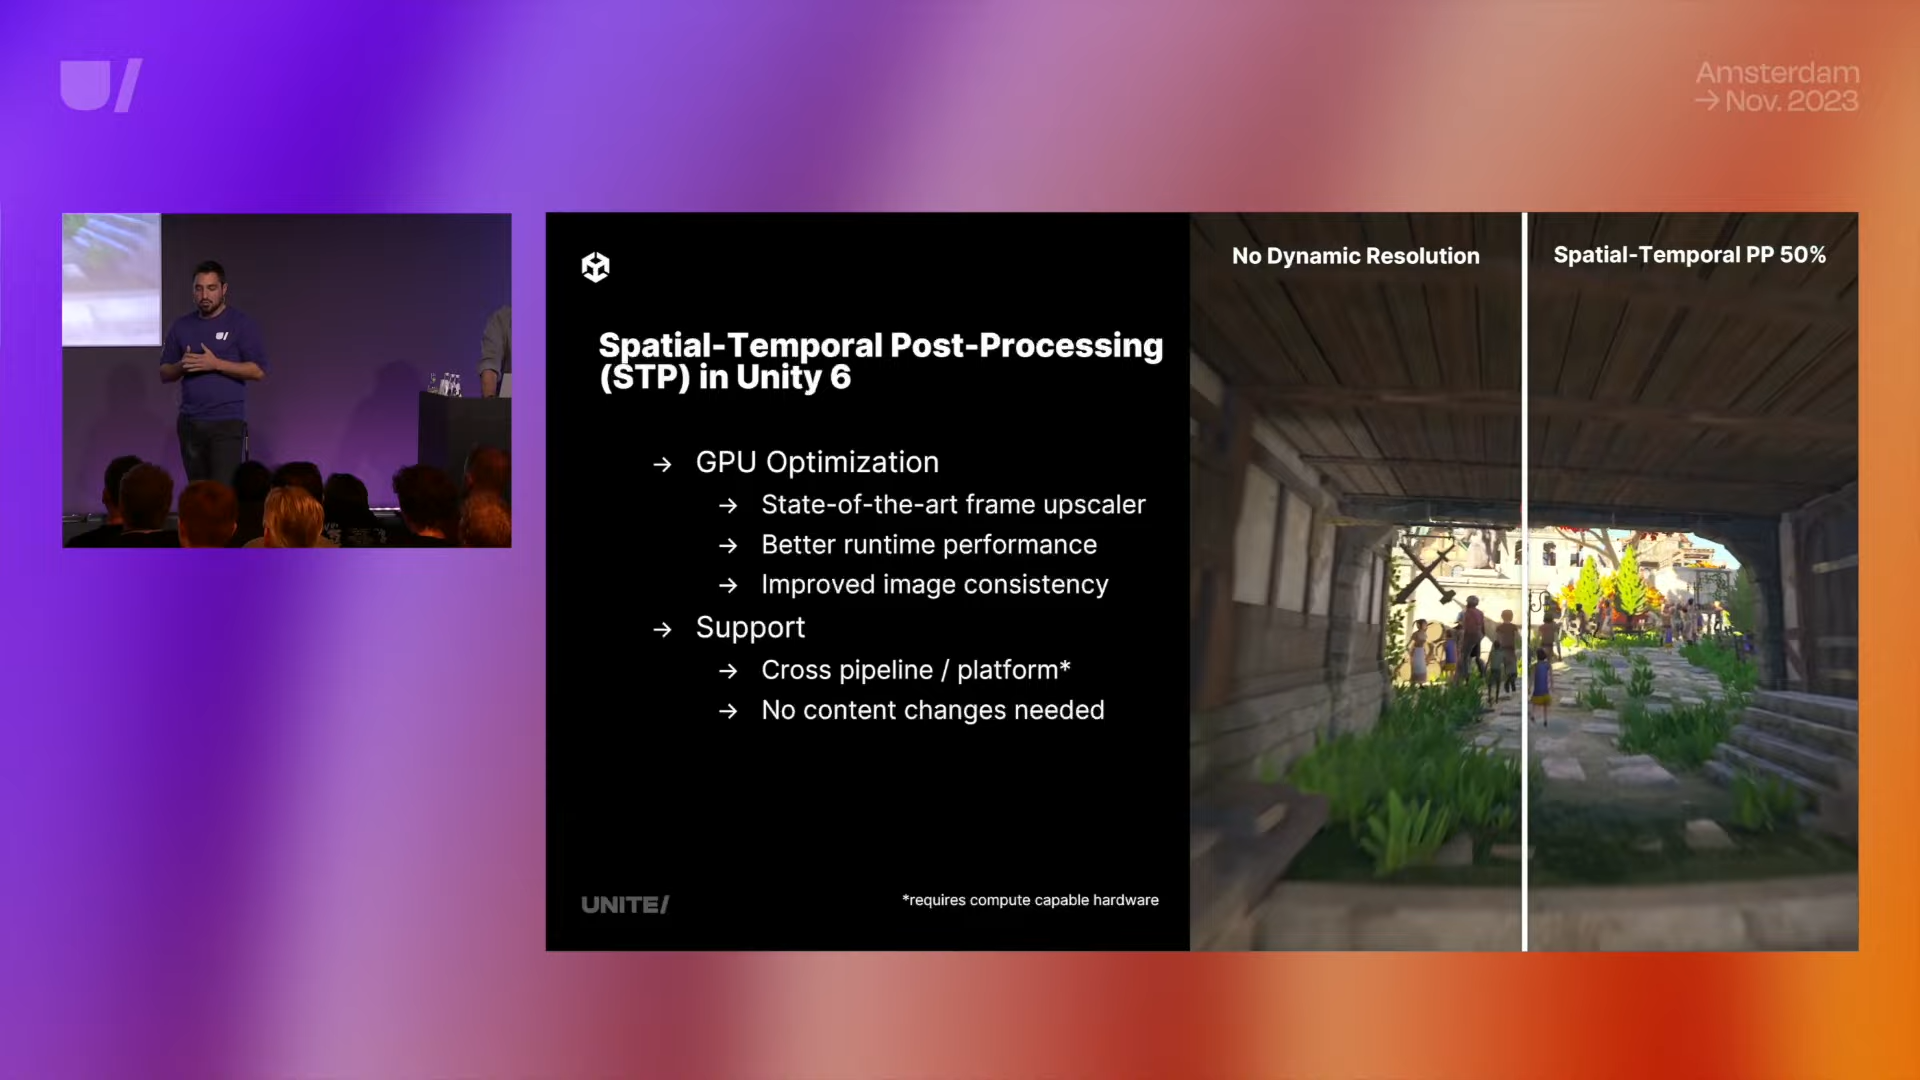 U/
Amsterdam
→ Nov. 2023
No Dynamic Resolution
Spatial-Temporal PP 50%
Spatial-Temporal Post-Processing
(STP) in Unity 6
→ GPU Optimization
→ State-of-the-art frame upscaler
→ Better runtime performance
→ Improved image consistency
→ Support
→ Cross pipeline / platform*
→ No content changes needed
UNITE/
*requires compute capable hardware
U/